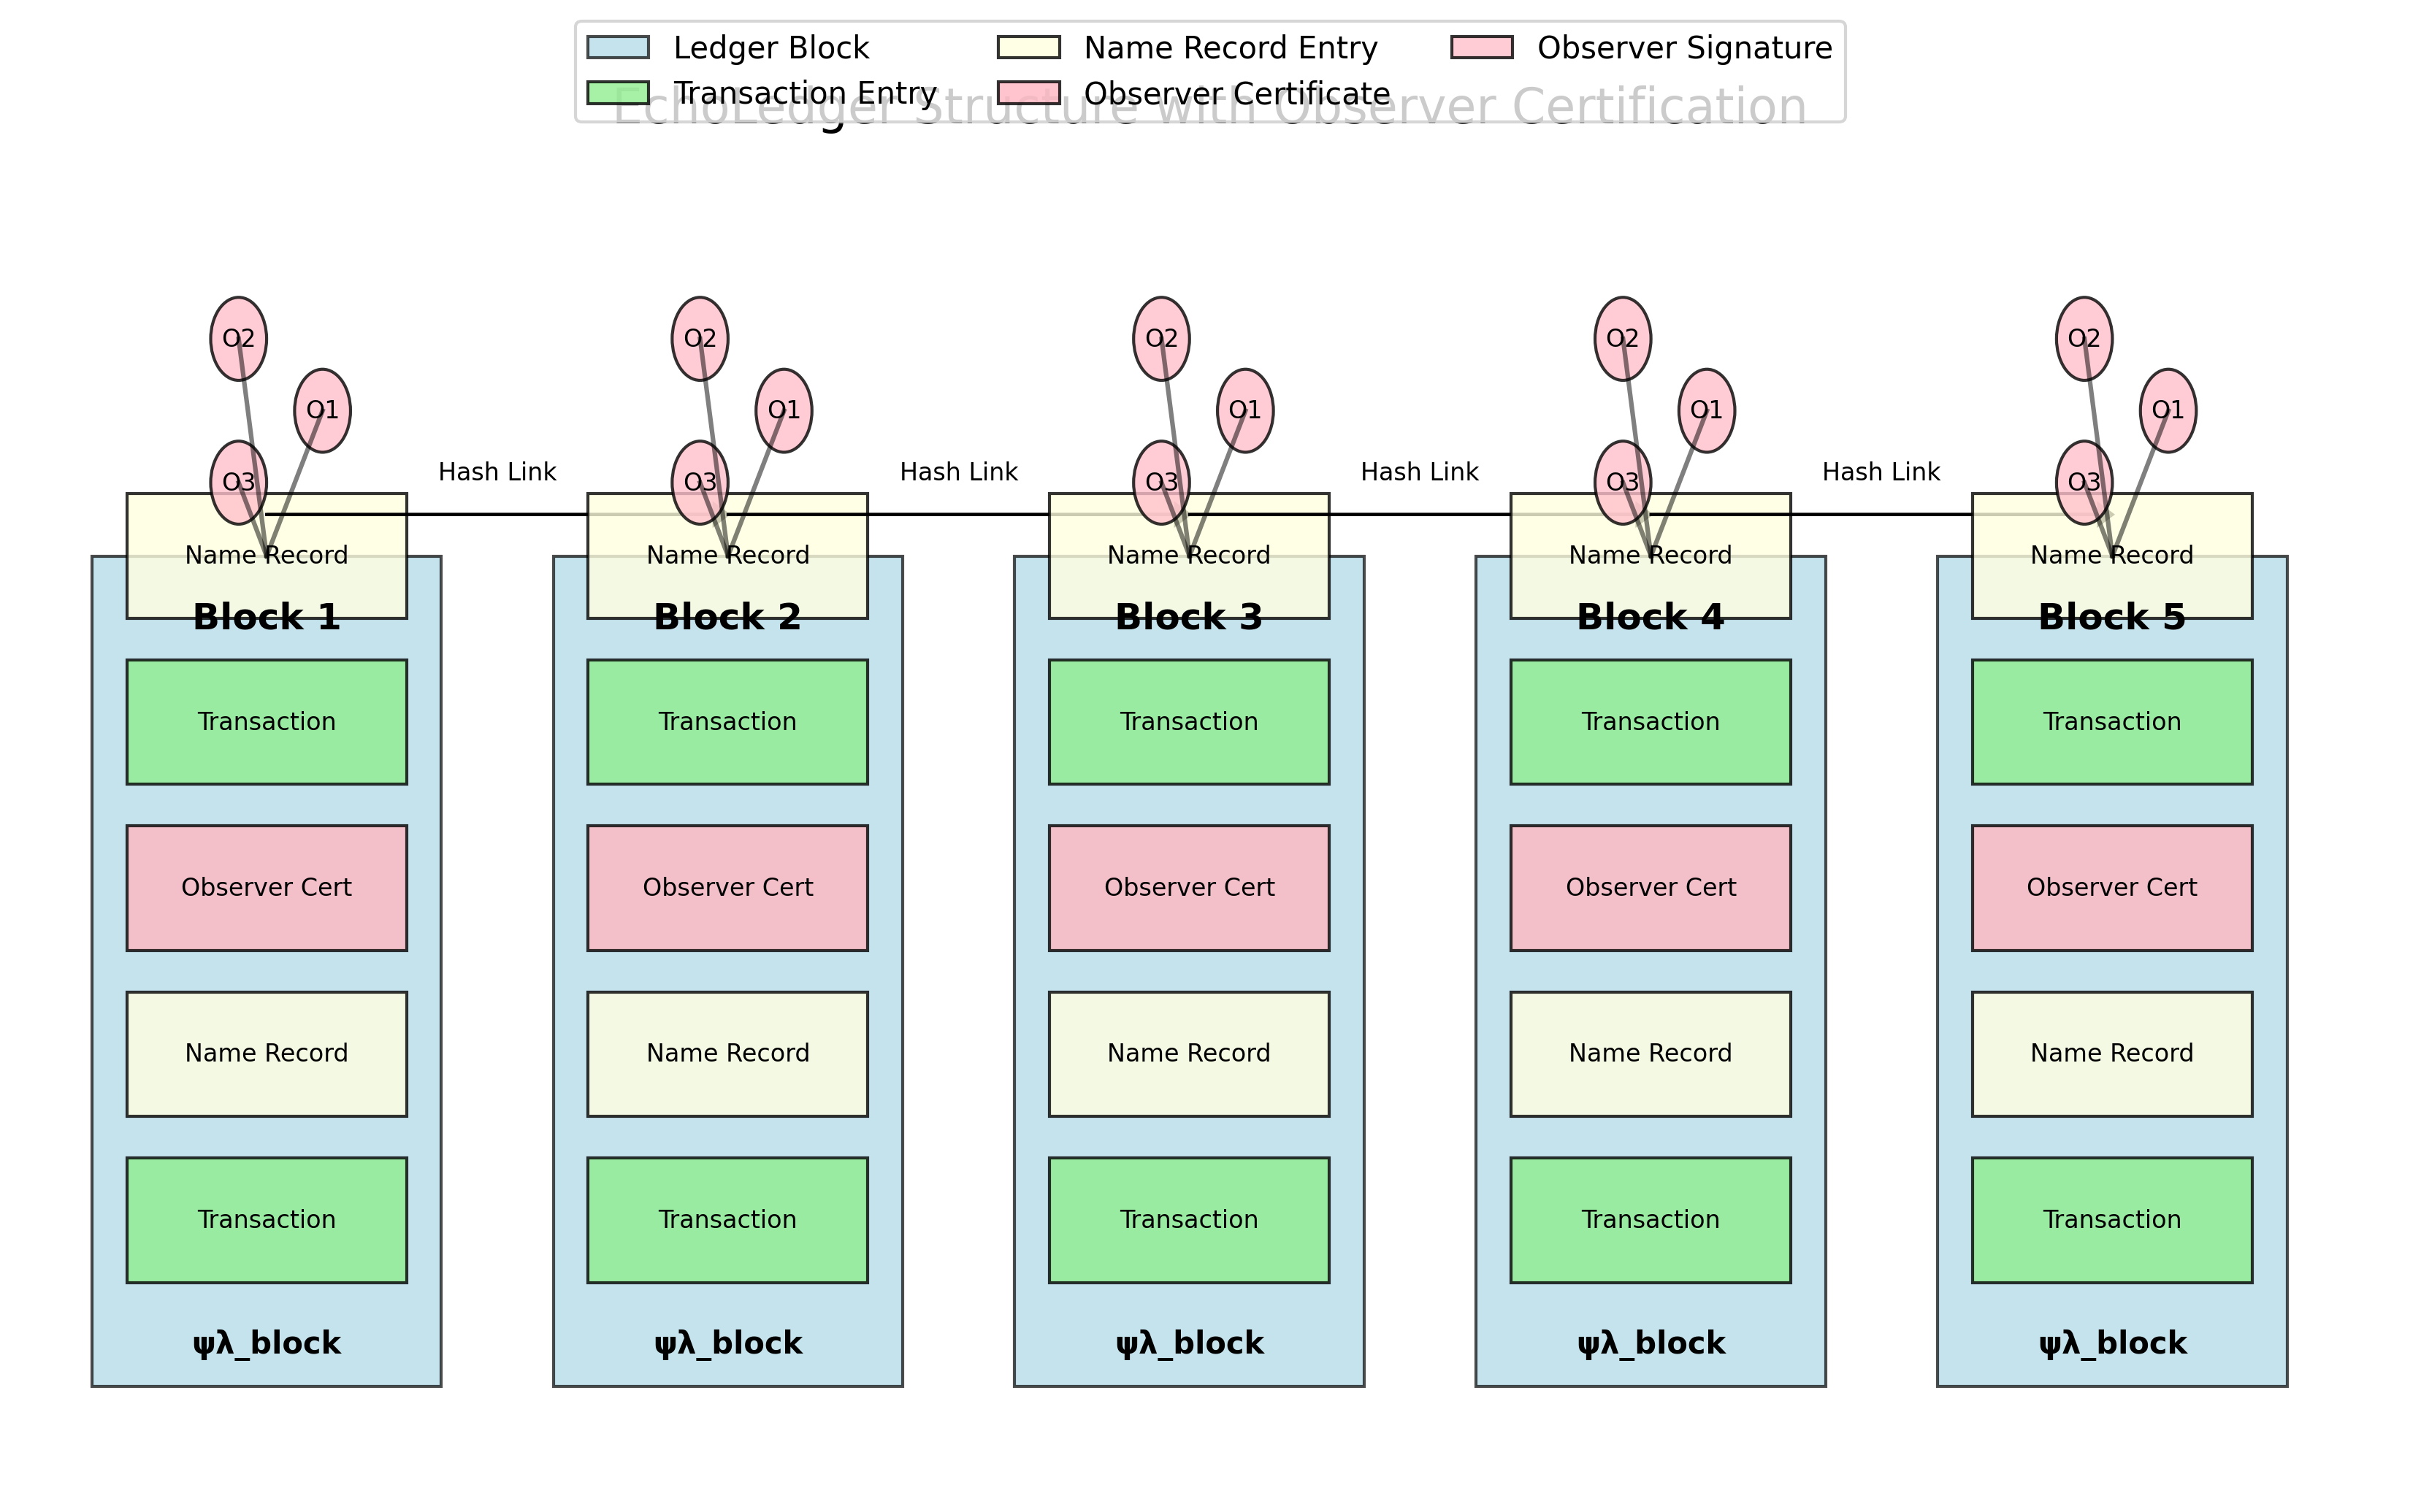 Ledger Block
Transaction Entry
Name Record Entry
Observer Certificate
Observer Signature
EchoLedger Structure with Observer Certification
O2
O1
O3
Name Record
Block 1
Transaction
Observer Cert
Name Record
Transaction
ψλ_block
Hash Link
O2
O1
O3
Name Record
Block 2
Transaction
Observer Cert
Name Record
Transaction
ψλ_block
Hash Link
O2
O1
O3
Name Record
Block 3
Transaction
Observer Cert
Name Record
Transaction
ψλ_block
Hash Link
O2
O1
O3
Name Record
Block 4
Transaction
Observer Cert
Name Record
Transaction
ψλ_block
Hash Link
O2
O1
O3
Name Record
Block 5
Transaction
Observer Cert
Name Record
Transaction
ψλ_block